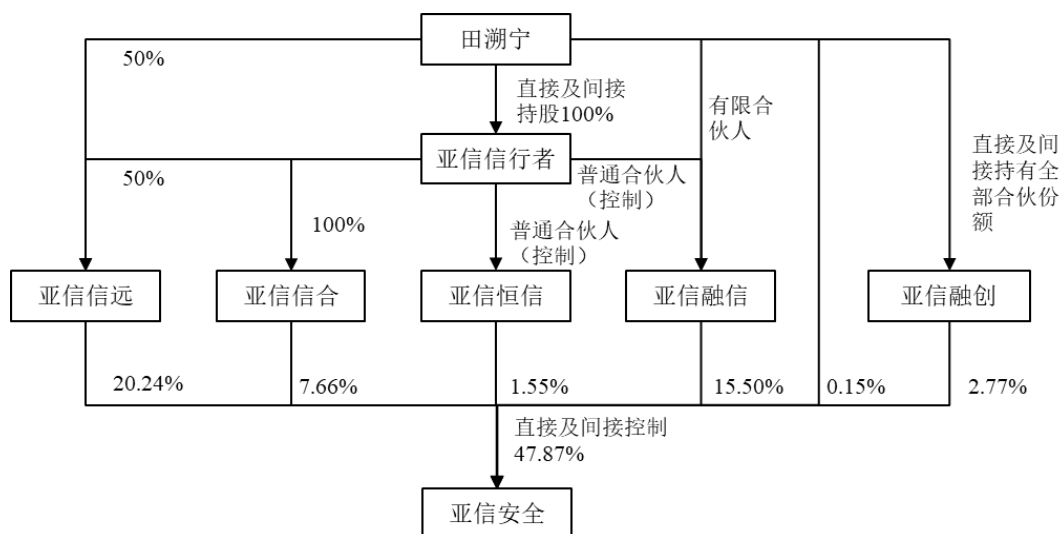 田溯宁
50%
直接及间接
持股100%
有限合
伙人
直接及间
接持有全
部合伙份
额
亚信信行者
50%
100%
普通合伙人
（控制）
普通合伙人
（控制）
亚信信远
亚信信合
亚信恒信
亚信融信
亚信融创
20.24%
7.66%
1.55%
15.50%
0.15%
2.77%
直接及间接控制
47.87%
亚信安全